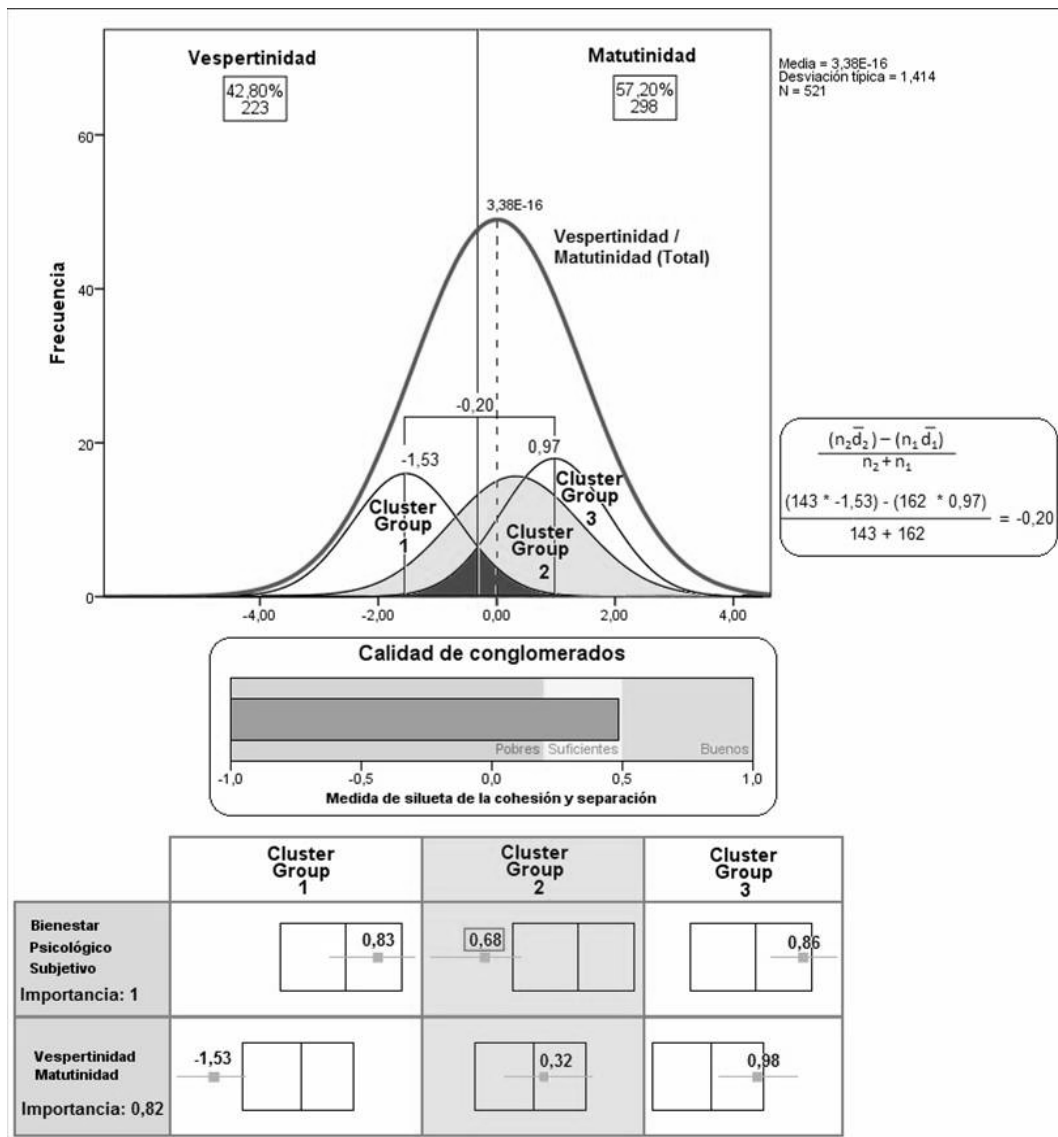 Vespertinidad
42,80%
223
Matutinidad
57,20%
298
Media = 3,38E-16
Desviación típica = 1,414
N = 521
Frecuencia
60
40
20
0
3,38E-16
Vespertinidad /
Matutinidad (Total)
-0,20
-1,53
0,97
Cluster
Group
1
Cluster
Group
2
Cluster
Group
3
-4,00
-2,00
0,00
2,00
4,00
(n₂d̅₂) – (n₁d̅₁)
n₂ + n₁
(143 * -1,53) - (162 * 0,97)
143 + 162
= -0,20
Calidad de conglomerados
Pobres
Suficientes
Buenos
-1,0
-0,5
0,0
0,5
1,0
Medida de silueta de la cohesión y separación
Cluster
Group
1
Cluster
Group
2
Cluster
Group
3
Bienestar
Psicológico
Subjetivo
Importancia: 1
0,83
0,68
0,86
Vespertinidad
Matutinidad
Importancia: 0,82
-1,53
0,32
0,98